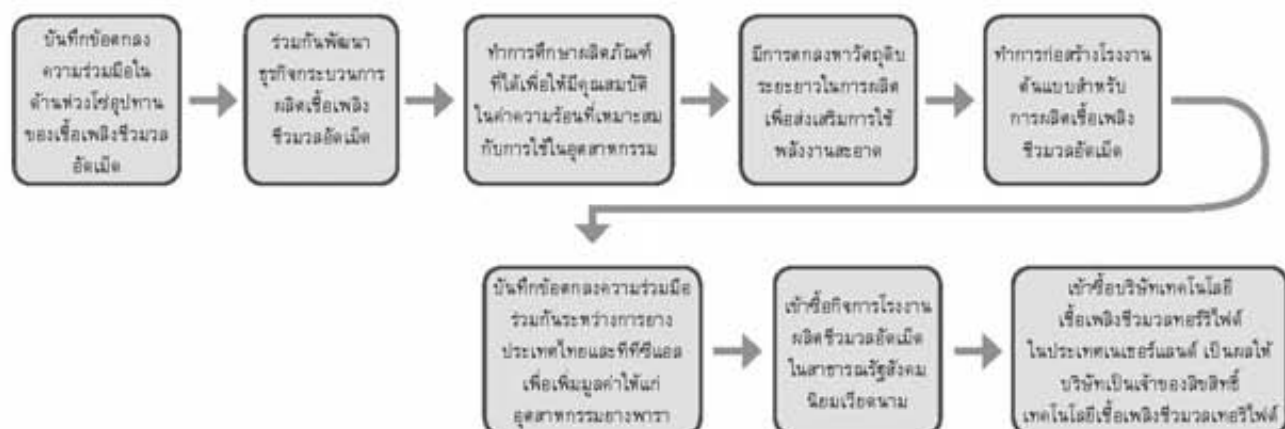 บันทึกข้อตกลง
ความร่วมมือใน
ด้านห่วงโซ่อุปทาน
ของเชื้อเพลิงชีวมวล
อัดเม็ด
ร่วมกันพัฒนา
ธุรกิจกระบวนการ
ผลิตเชื้อเพลิง
ชีวมวลอัดเม็ด
ทำการศึกษาผลิตภัณฑ์
ที่ได้เพื่อให้มีคุณสมบัติ
ในค่าความร้อนที่เหมาะสม
กับการใช้ในอุตสาหกรรม
มีการตกลงหาวัตถุดิบ
ระยะยาวในการผลิต
เพื่อส่งเสริมการใช้
พลังงานสะอาด
ทำการก่อสร้างโรงงาน
ต้นแบบสำหรับ
การผลิตเชื้อเพลิง
ชีวมวลอัดเม็ด
บันทึกข้อตกลงความร่วมมือ
ร่วมกันระหว่างการยาง
ประเทศไทยและทีทีซีแอล
เพื่อเพิ่มมูลค่าให้แก่
อุตสาหกรรมยางพารา
เข้าซื้อกิจการโรงงาน
ผลิตชีวมวลอัดเม็ด
ในสาธารณรัฐสังคม
นิยมเวียดนาม
เข้าซื้อบริษัทเทคโนโลยี
เชื้อเพลิงชีวมวลทอร์ริไฟด์
ในประเทศเนเธอร์แลนด์ เป็นผลให้
บริษัทเป็นเจ้าของลิขสิทธิ์
เทคโนโลยีเชื้อเพลิงชีวมวลเทอริไฟด์